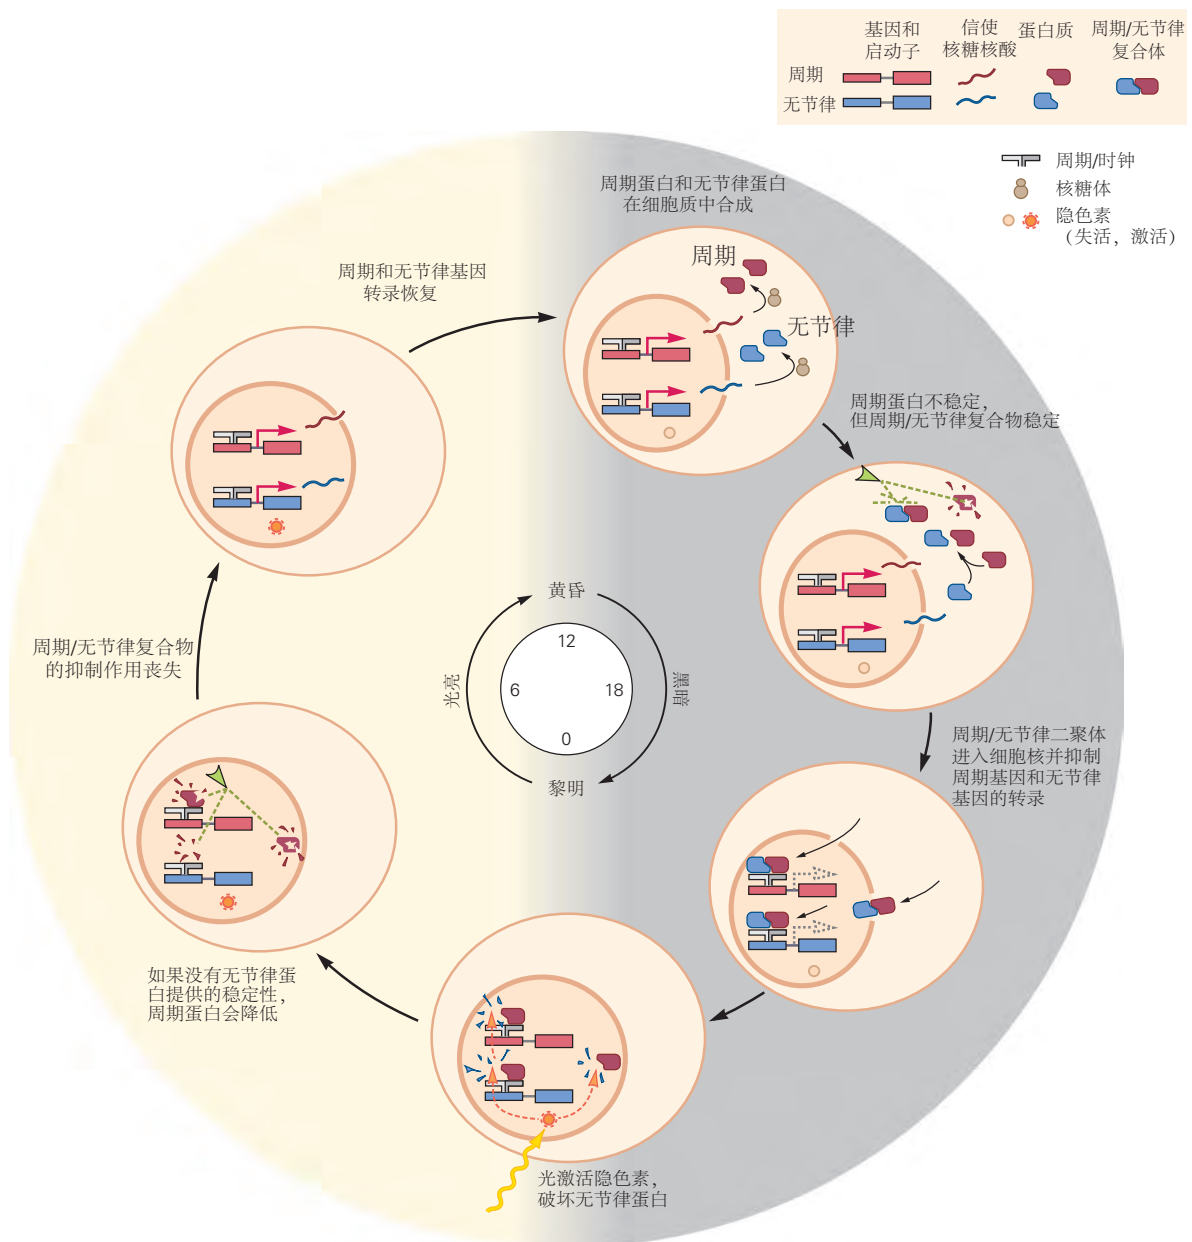 基因和
启动子
信使
核糖核酸
蛋白质
周期/无节律
复合体
周期
无节律
周期/时钟
核糖体
隐色素
（失活，激活）
周期蛋白和无节律蛋白
在细胞质中合成
周期
无节律
周期和无节律基因
转录恢复
周期蛋白不稳定，
但周期/无节律复合物稳定
周期/无节律复合物
的抑制作用丧失
黄昏
12
6
18
0
光亮
黑暗
黎明
周期/无节律二聚体
进入细胞核并抑制
周期基因和无节律
基因的转录
如果没有无节律蛋
白提供的稳定性，
周期蛋白会降低
光激活隐色素，
破坏无节律蛋白